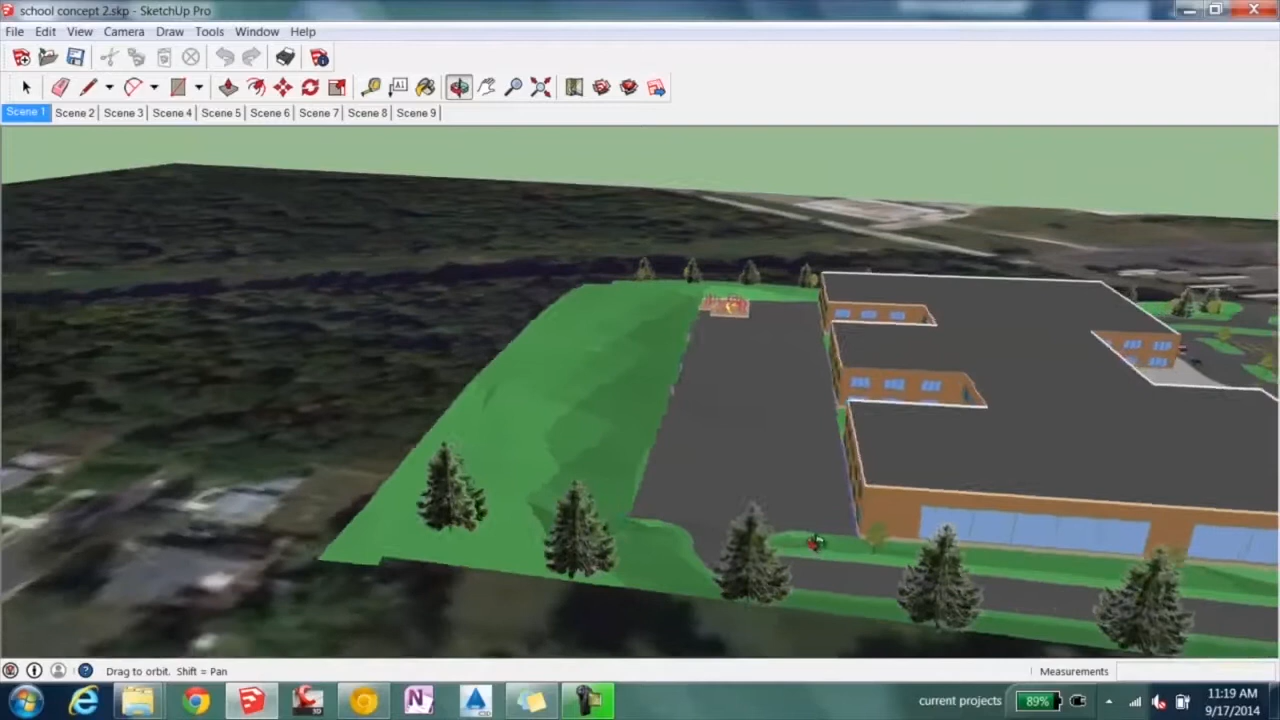 school concept 2.skp - SketchUp Pro
File Edit View Camera Draw Tools Window Help
A1
Scene 1 Scene 2 Scene 3 Scene 4 Scene 5 Scene 6 Scene 7 Scene 8 Scene 9
Drag to orbit. Shift = Pan Measurements
current projects 89% 11:19 AM
9/17/2014